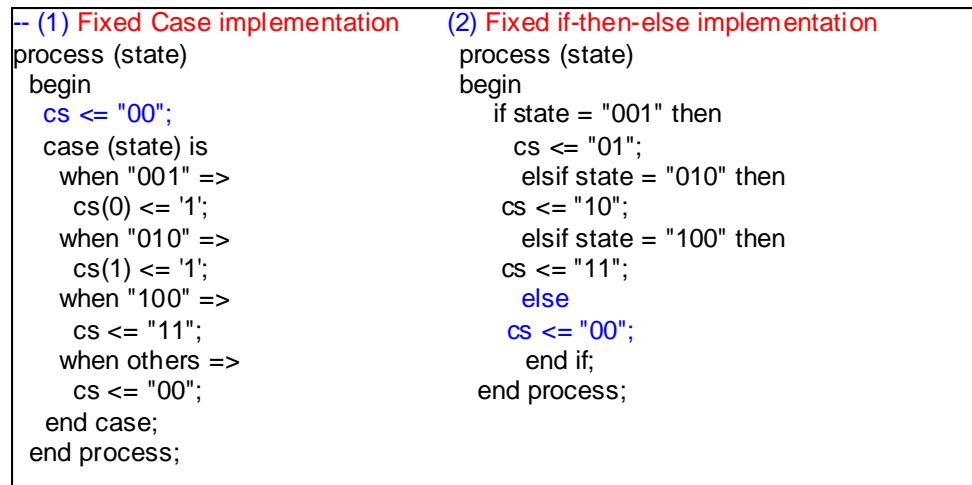 -- (1) Fixed Case implementation
process (state)
begin
cs <= "00";
case (state) is
when "001" =>
cs(0) <= '1';
when "010" =>
cs(1) <= '1';
when "100" =>
cs <= "11";
when others =>
cs <= "00";
end case;
end process;
(2) Fixed if-then-else implementation
process (state)
begin
if state = "001" then
cs <= "01";
elsif state = "010" then
cs <= "10";
elsif state = "100" then
cs <= "11";
else
cs <= "00";
end if;
end process;